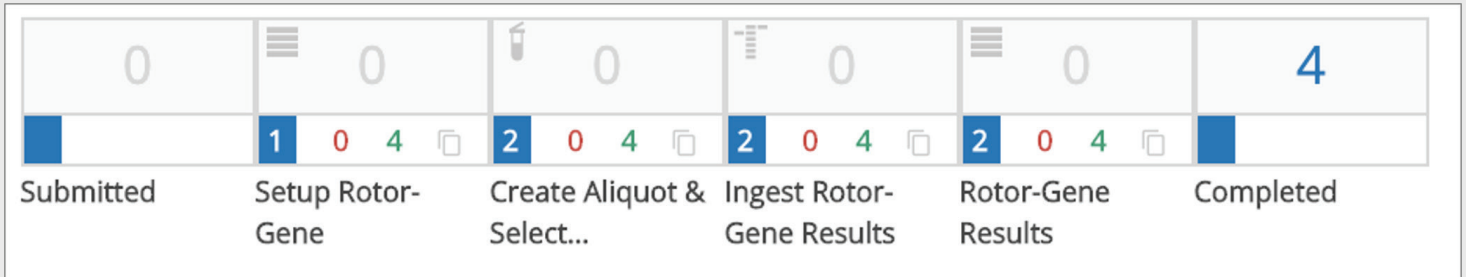 0 0 0 0 0 4
1 0 4 2 0 4 2 0 4 2 0 4
Submitted Setup Rotor- Create Aliquot & Ingest Rotor- Rotor-Gene Completed
Gene Select... Gene Results Results